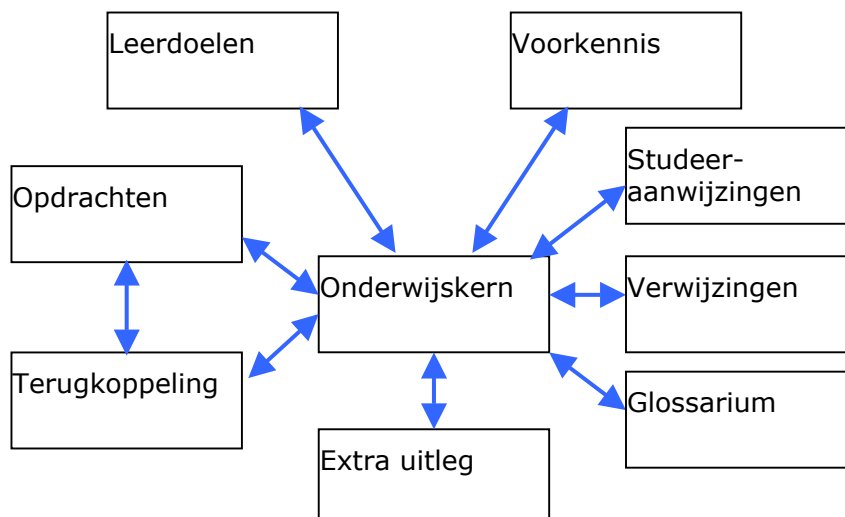 Leerdoelen
Voorkennis
Studeer-
aanwijzingen
Opdrachten
Onderwijskern
Verwijzingen
Terugkoppeling
Glossarium
Extra uitleg